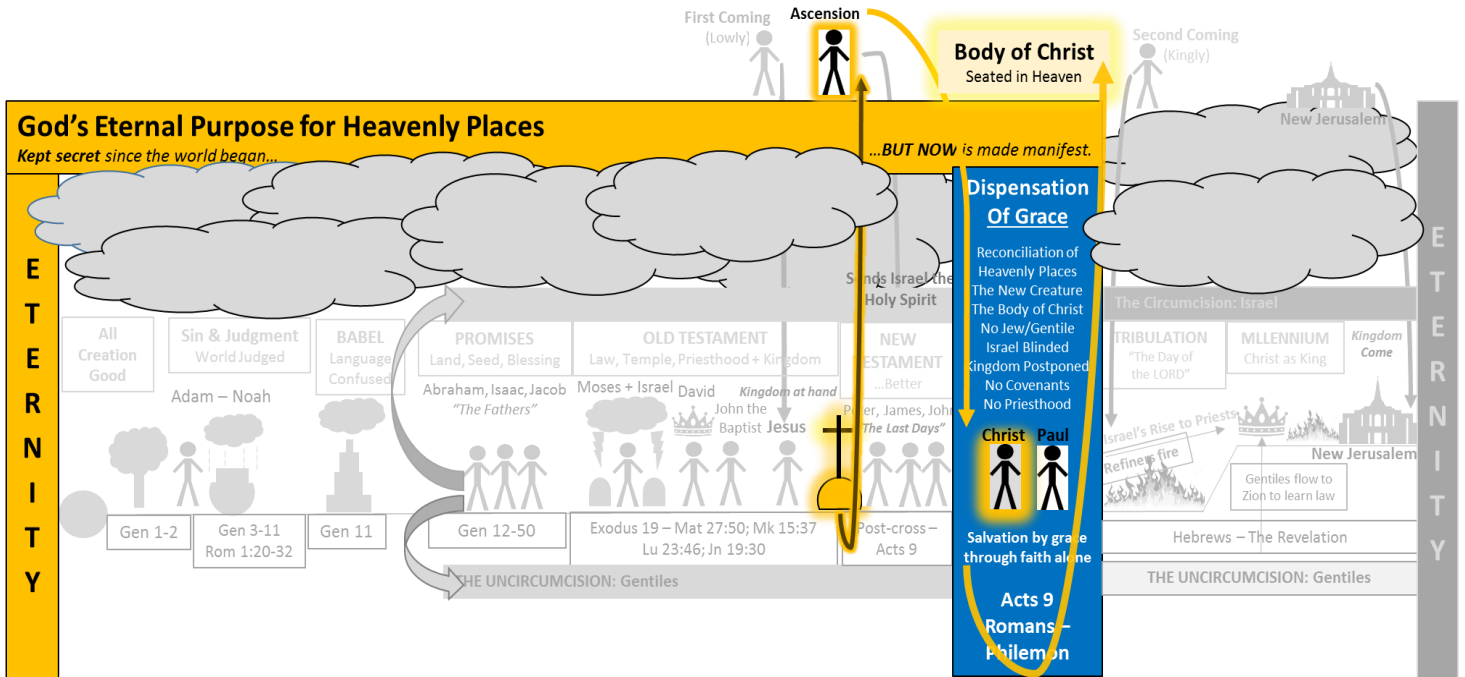 First Coming
(Lowly)
Ascension
Body of Christ
Seated in Heaven
Second Coming
(Kingly)
New Jerusalem
God's Eternal Purpose for Heavenly Places
Kept secret since the world began...
...BUT NOW is made manifest.
E
T
E
R
N
I
T
Y
All
Creation
Good
Sin & Judgment
World Judged
Adam – Noah
BABEL
Language
Confused
PROMISES
Land, Seed, Blessing
Abraham, Isaac, Jacob
"The Fathers"
OLD TESTAMENT
Law, Temple, Priesthood + Kingdom
Moses + Israel
David
Kingdom at hand
John the
Baptist
Jesus
Sends Israel the
Holy Spirit
NEW
TESTAMENT
...Better
Peter, James, John
"The Last Days"
Gen 1-2
Gen 3-11
Rom 1:20-32
Gen 11
Gen 12-50
Exodus 19 – Mat 27:50; Mk 15:37
Lu 23:46; Jn 19:30
Post-cross –
Acts 9
THE UNCIRCUMCISION: Gentiles
Dispensation
Of Grace
Reconciliation of
Heavenly Places
The New Creature
The Body of Christ
No Jew/Gentile
Israel Blinded
Kingdom Postponed
No Covenants
No Priesthood
Christ
Paul
Salvation by grace
through faith alone
Acts 9
Romans –
Philemon
The Circumcision: Israel
TRIBULATION
"The Day of
the LORD"
MLLENNIUM
Christ as King
Kingdom
Come
Israel's Rise to Priests
Refiners fire
New Jerusalem
Gentiles flow to
Zion to learn law
Hebrews – The Revelation
THE UNCIRCUMCISION: Gentiles
E
T
E
R
N
I
T
Y